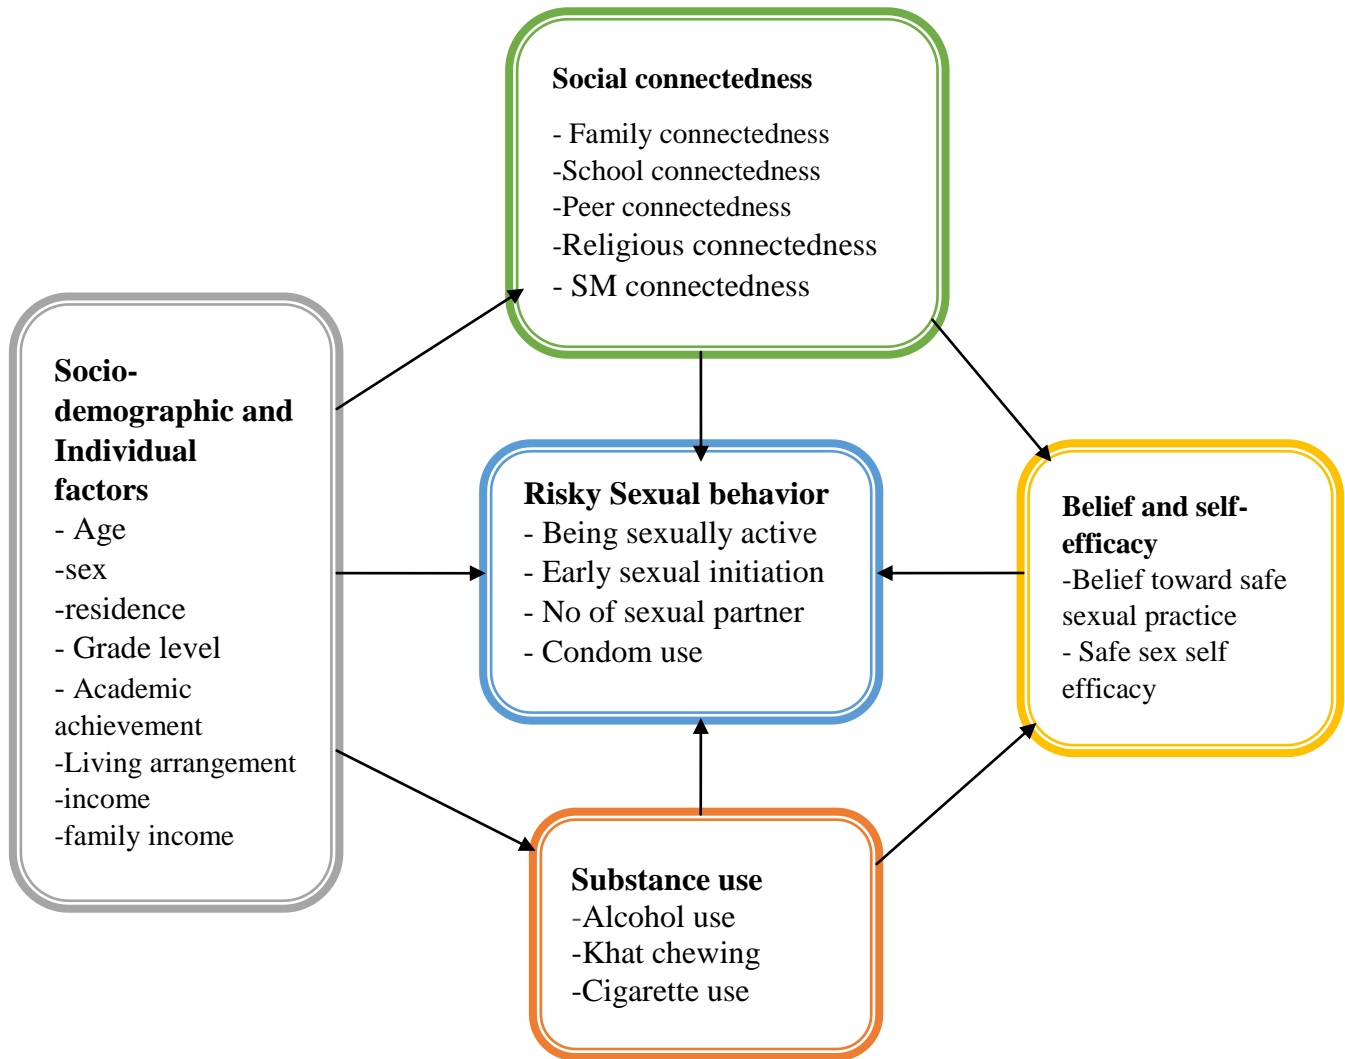 Social connectedness
- Family connectedness
-School connectedness
-Peer connectedness
-Religious connectedness
- SM connectedness
Socio-
demographic and
Individual
factors
- Age
-sex
-residence
- Grade level
- Academic
achievement
-Living arrangement
-income
-family income
Risky Sexual behavior
- Being sexually active
- Early sexual initiation
- No of sexual partner
- Condom use
Belief and self-
efficacy
-Belief toward safe
sexual practice
- Safe sex self
efficacy
Substance use
-Alcohol use
-Khat chewing
-Cigarette use